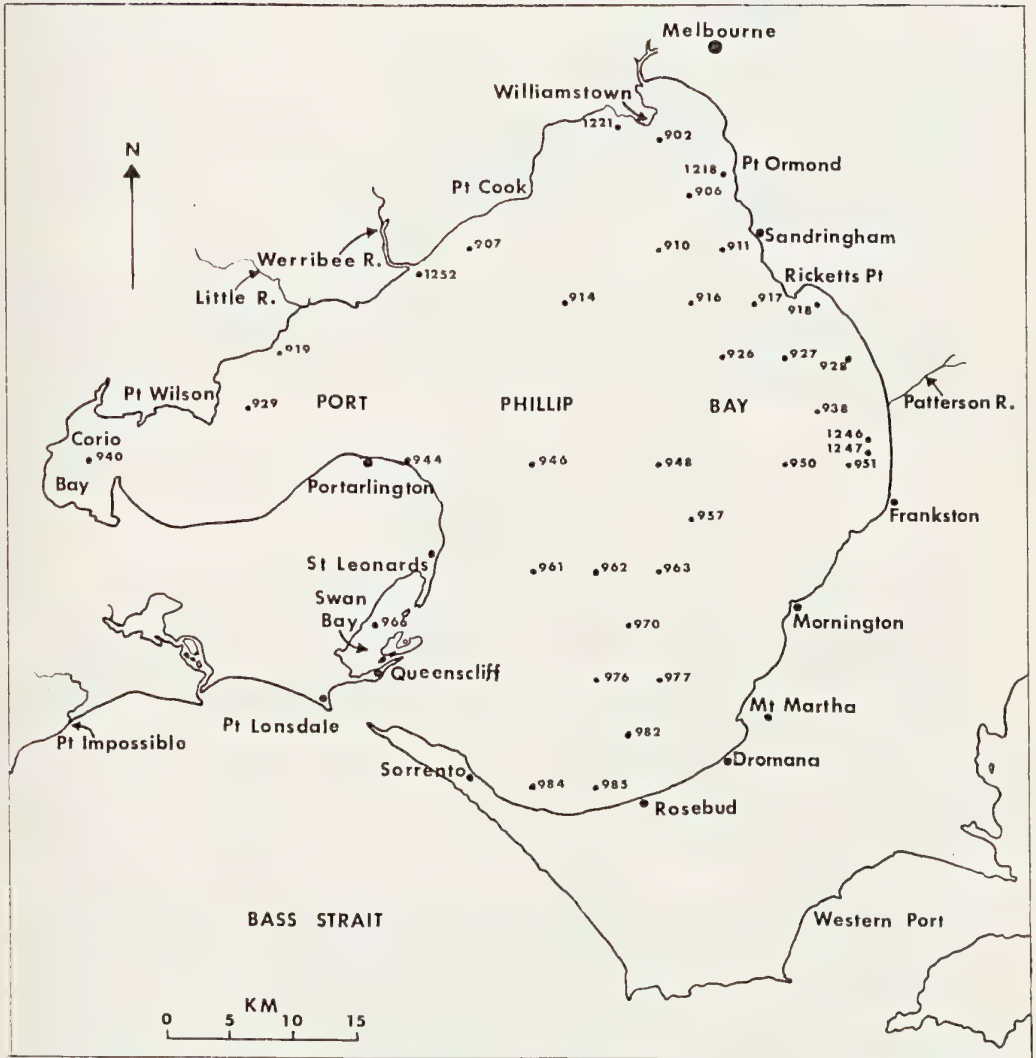 Melbourne
Williamstown
1221
902
N
1218
Pt Ormond
906
Pt Cook
907
910
911
Sandringham
Werribee R.
1252
Little R.
Ricketts Pt
914
916
917
918
919
926
927
928
Pt Wilson
929
PORT PHILLIP BAY
938
Patterson R.
Corio
Bay
940
944
Portarlington
946
948
1246
1247
950
951
957
Frankston
St Leonards
961
962
963
Swan
Bay
966
970
Mornington
Queenscliff
976
977
Pt Lonsdale
Mt Martha
Pt Impossible
982
Dromana
Sorrento
984
985
Rosebud
BASS STRAIT
Western Port
KM
0 5 10 15